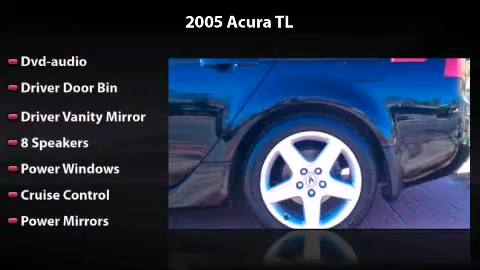 2005 Acura TL
Dvd-audio
Driver Door Bin
Driver Vanity Mirror
8 Speakers
Power Windows
Cruise Control
Power Mirrors